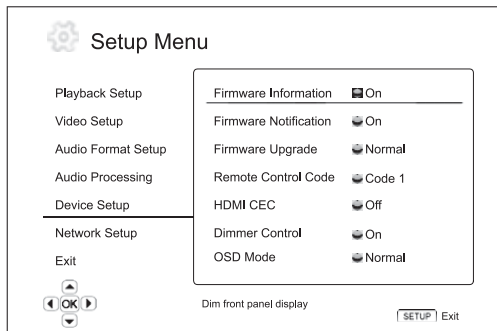 Setup Menu
Playback Setup
Video Setup
Audio Format Setup
Audio Processing
Device Setup
Network Setup
Exit
Firmware Information On
Firmware Notification On
Firmware Upgrade Normal
Remote Control Code Code 1
HDMI CEC Off
Dimmer Control On
OSD Mode Normal
OK
Dim front panel display
SETUP Exit